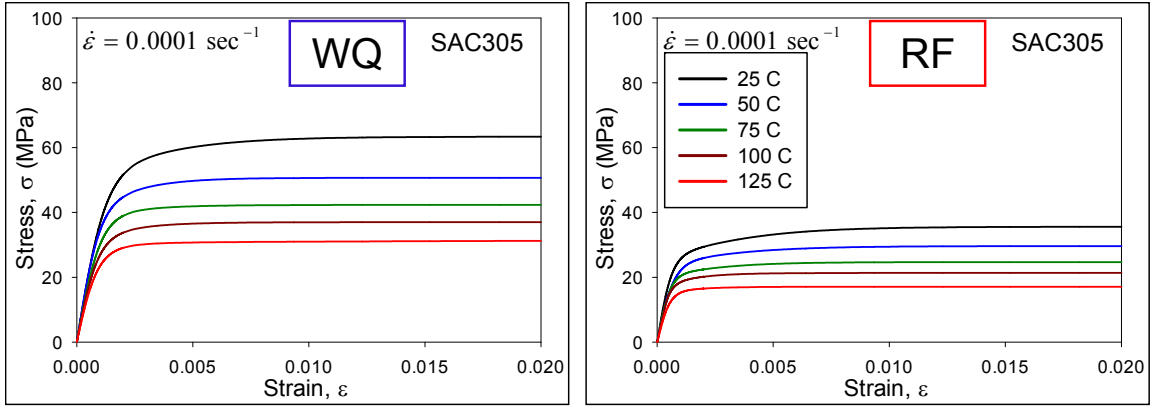 ε̇ = 0.0001 sec⁻¹
WQ
SAC305
Stress, σ (MPa)
100
80
60
40
20
0
0.000
0.005
0.010
0.015
0.020
Strain, ε
ε̇ = 0.0001 sec⁻¹
RF
SAC305
25 C
50 C
75 C
100 C
125 C
Stress, σ (MPa)
100
80
60
40
20
0
0.000
0.005
0.010
0.015
0.020
Strain, ε